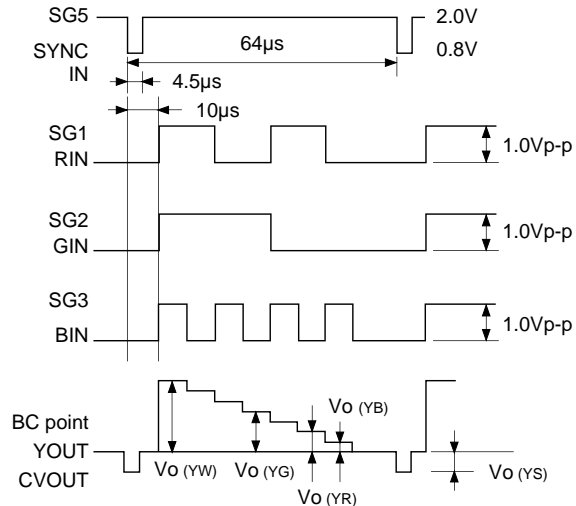 SG5
2.0V
SYNC
IN
64µs
0.8V
4.5µs
10µs
SG1
RIN
1.0Vp-p
SG2
GIN
1.0Vp-p
SG3
BIN
1.0Vp-p
BC point
Vo (YB)
YOUT
Vo (YW)
Vo (YG)
Vo (YS)
CVOUT
Vo (YR)